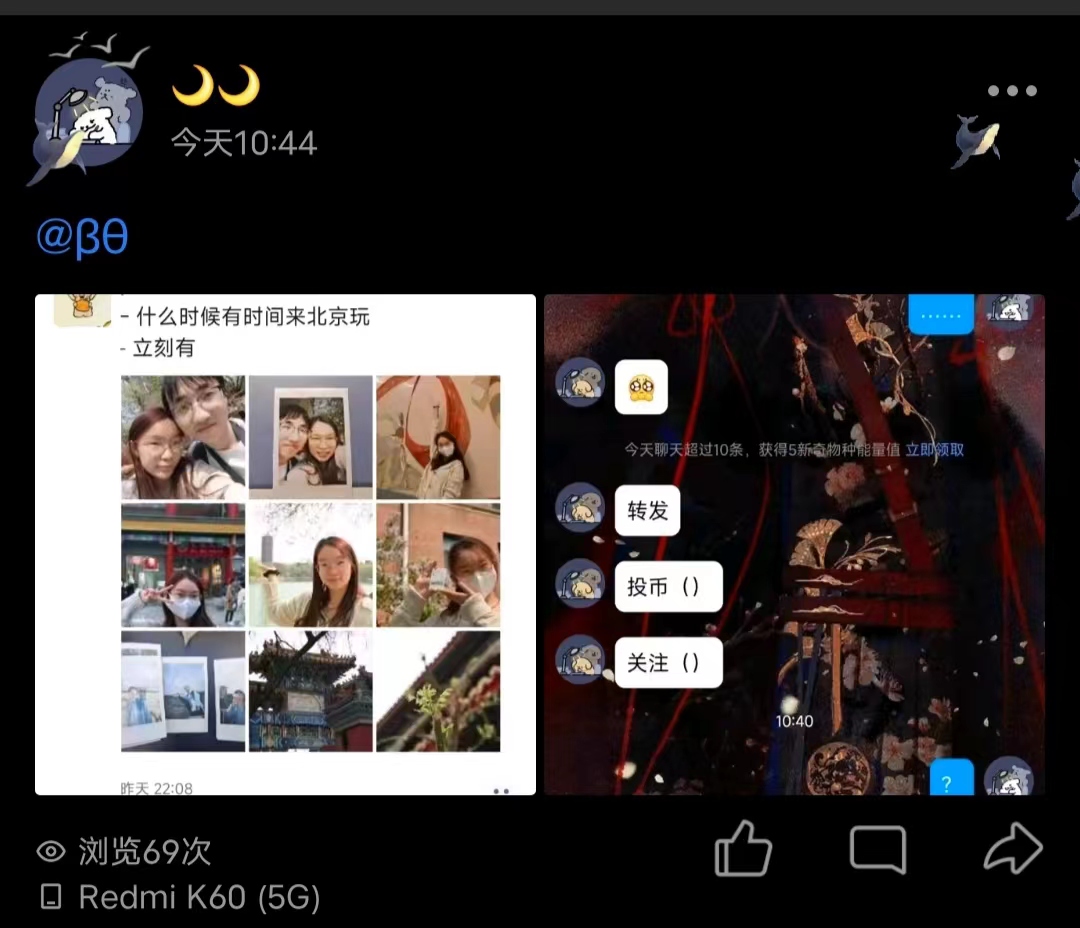 🌙🌙
今天10:44
@βθ
- 什么时候有时间来北京玩
- 立刻有
昨天 22:08
......
今天聊天超过10条，获得5新奇物种能量值 立即领取
转发
投币（）
关注（）
10:40
?
浏览69次
Redmi K60 (5G)